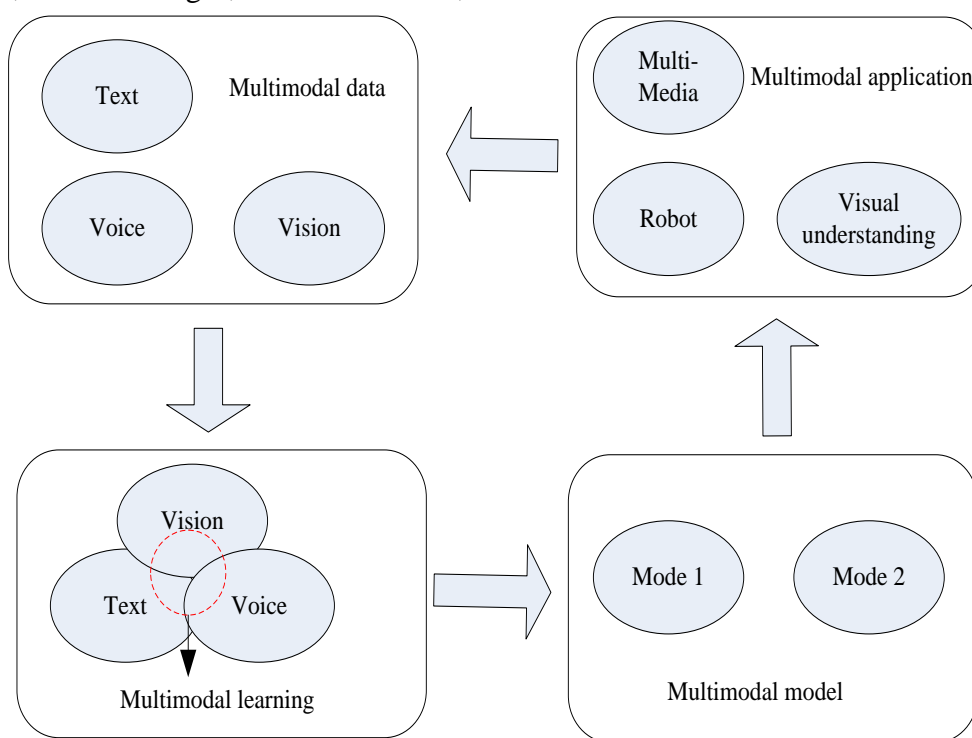 Text
Multimodal data
Voice
Vision
Multi-
Media
Multimodal application
Robot
Visual
understanding
Vision
Text
Voice
Multimodal learning
Mode 1
Mode 2
Multimodal model